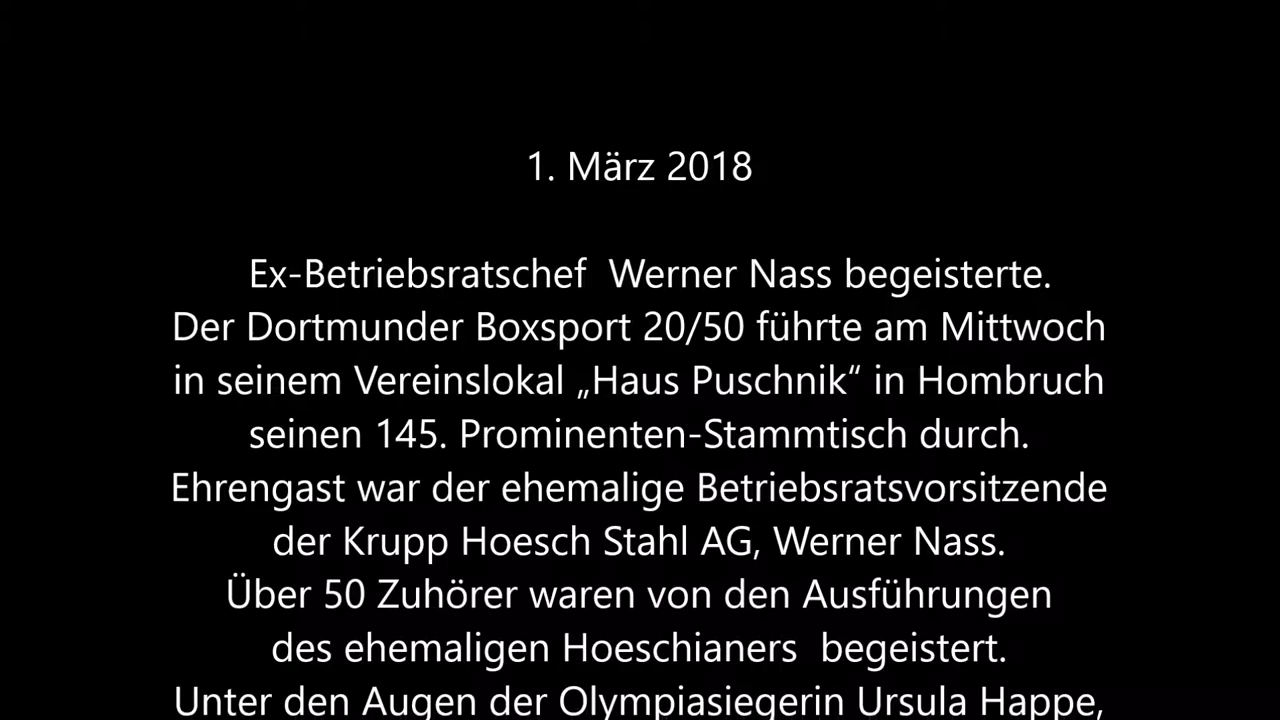 1. März 2018
Ex-Betriebsratschef  Werner Nass begeisterte.
Der Dortmunder Boxsport 20/50 führte am Mittwoch
in seinem Vereinslokal „Haus Puschnik“ in Hombruch
seinen 145. Prominenten-Stammtisch durch.
Ehrengast war der ehemalige Betriebsratsvorsitzende
der Krupp Hoesch Stahl AG, Werner Nass.
Über 50 Zuhörer waren von den Ausführungen
des ehemaligen Hoeschianers  begeistert.
Unter den Augen der Olympiasiegerin Ursula Happe,